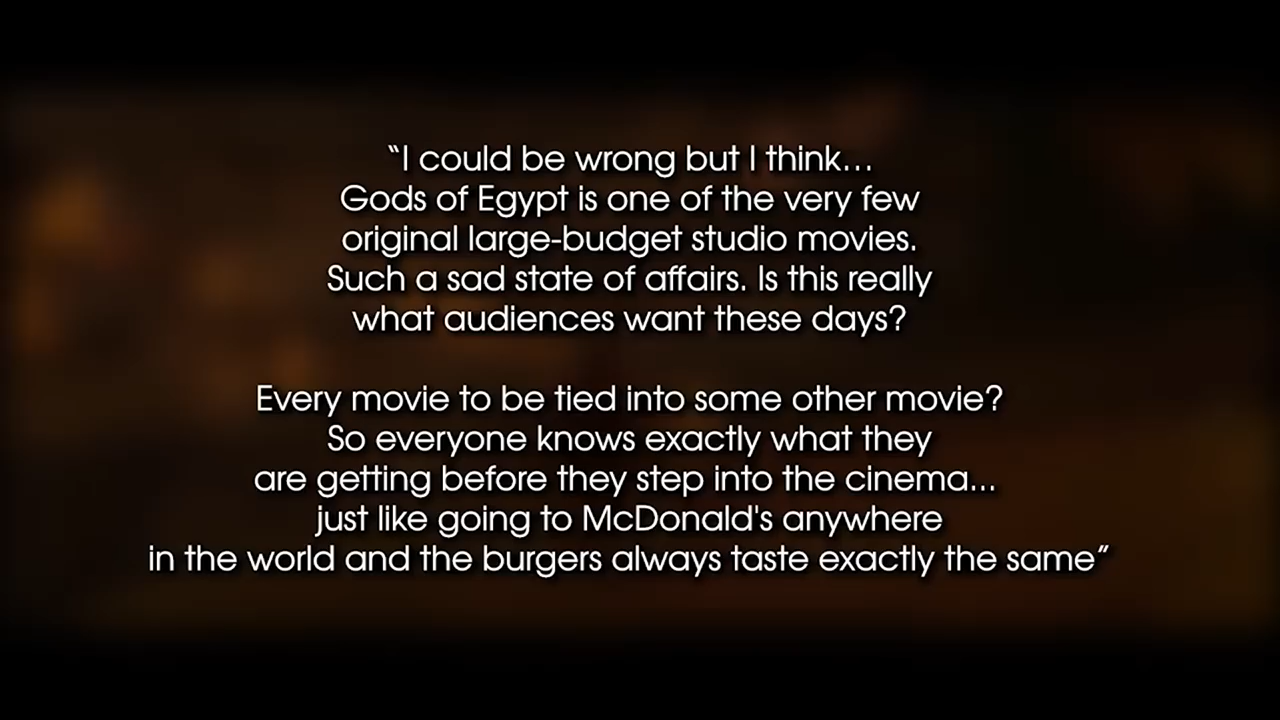 “I could be wrong but I think...
Gods of Egypt is one of the very few
original large-budget studio movies.
Such a sad state of affairs. Is this really
what audiences want these days?
Every movie to be tied into some other movie?
So everyone knows exactly what they
are getting before they step into the cinema...
just like going to McDonald's anywhere
in the world and the burgers always taste exactly the same”